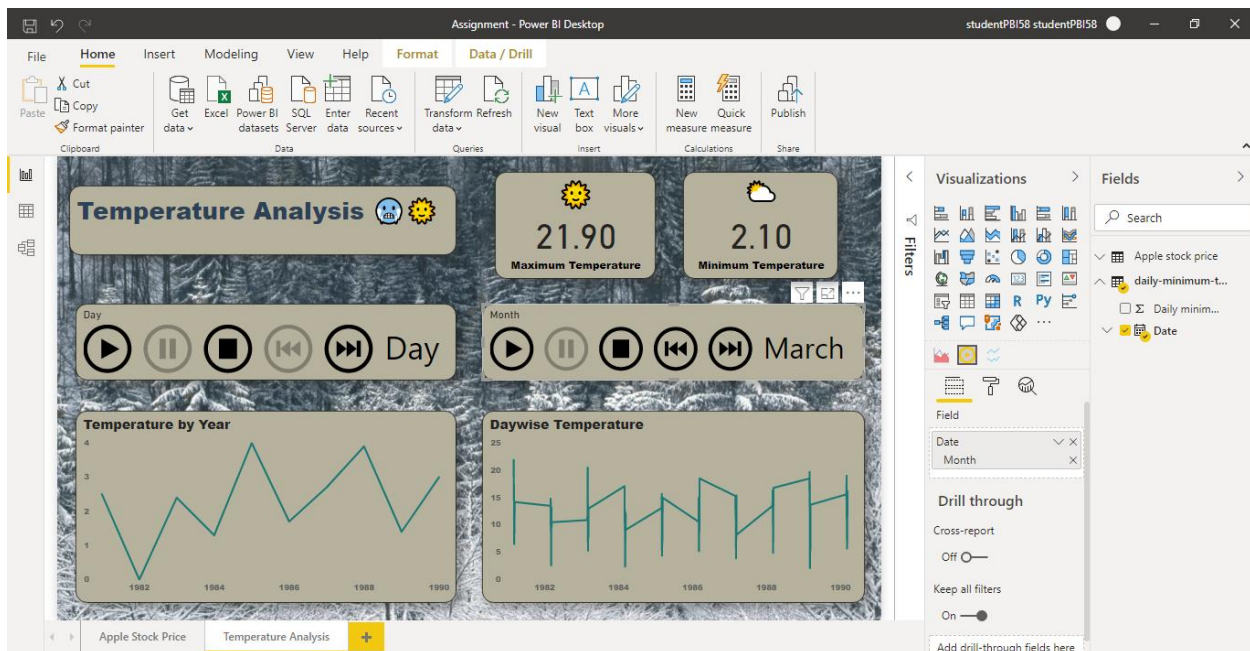 Assignment - Power BI Desktop
studentPBI58 studentPBI58
File Home Insert Modeling View Help Format Data / Drill
Paste
Cut
Copy
Format painter
Clipboard
Get data
Excel
Power BI datasets
SQL Server
Enter data
Recent sources
Data
Transform data
Refresh
Queries
New visual
Text box
More visuals
Insert
New measure
Quick measure
Calculations
Publish
Share
Temperature Analysis
21.90
Maximum Temperature
2.10
Minimum Temperature
Day
Day
Month
March
Temperature by Year
4
3
2
1
0
1982 1984 1986 1988 1990
Daywise Temperature
25
20
15
10
5
0
1982 1984 1986 1988 1990
Filters
Visualizations
R Py
123
Field
Date
Month
Drill through
Cross-report
Off
Keep all filters
On
Add drill-through fields here
Fields
Search
Apple stock price
daily-minimum-t...
Σ Daily minim...
Date
Apple Stock Price
Temperature Analysis
+